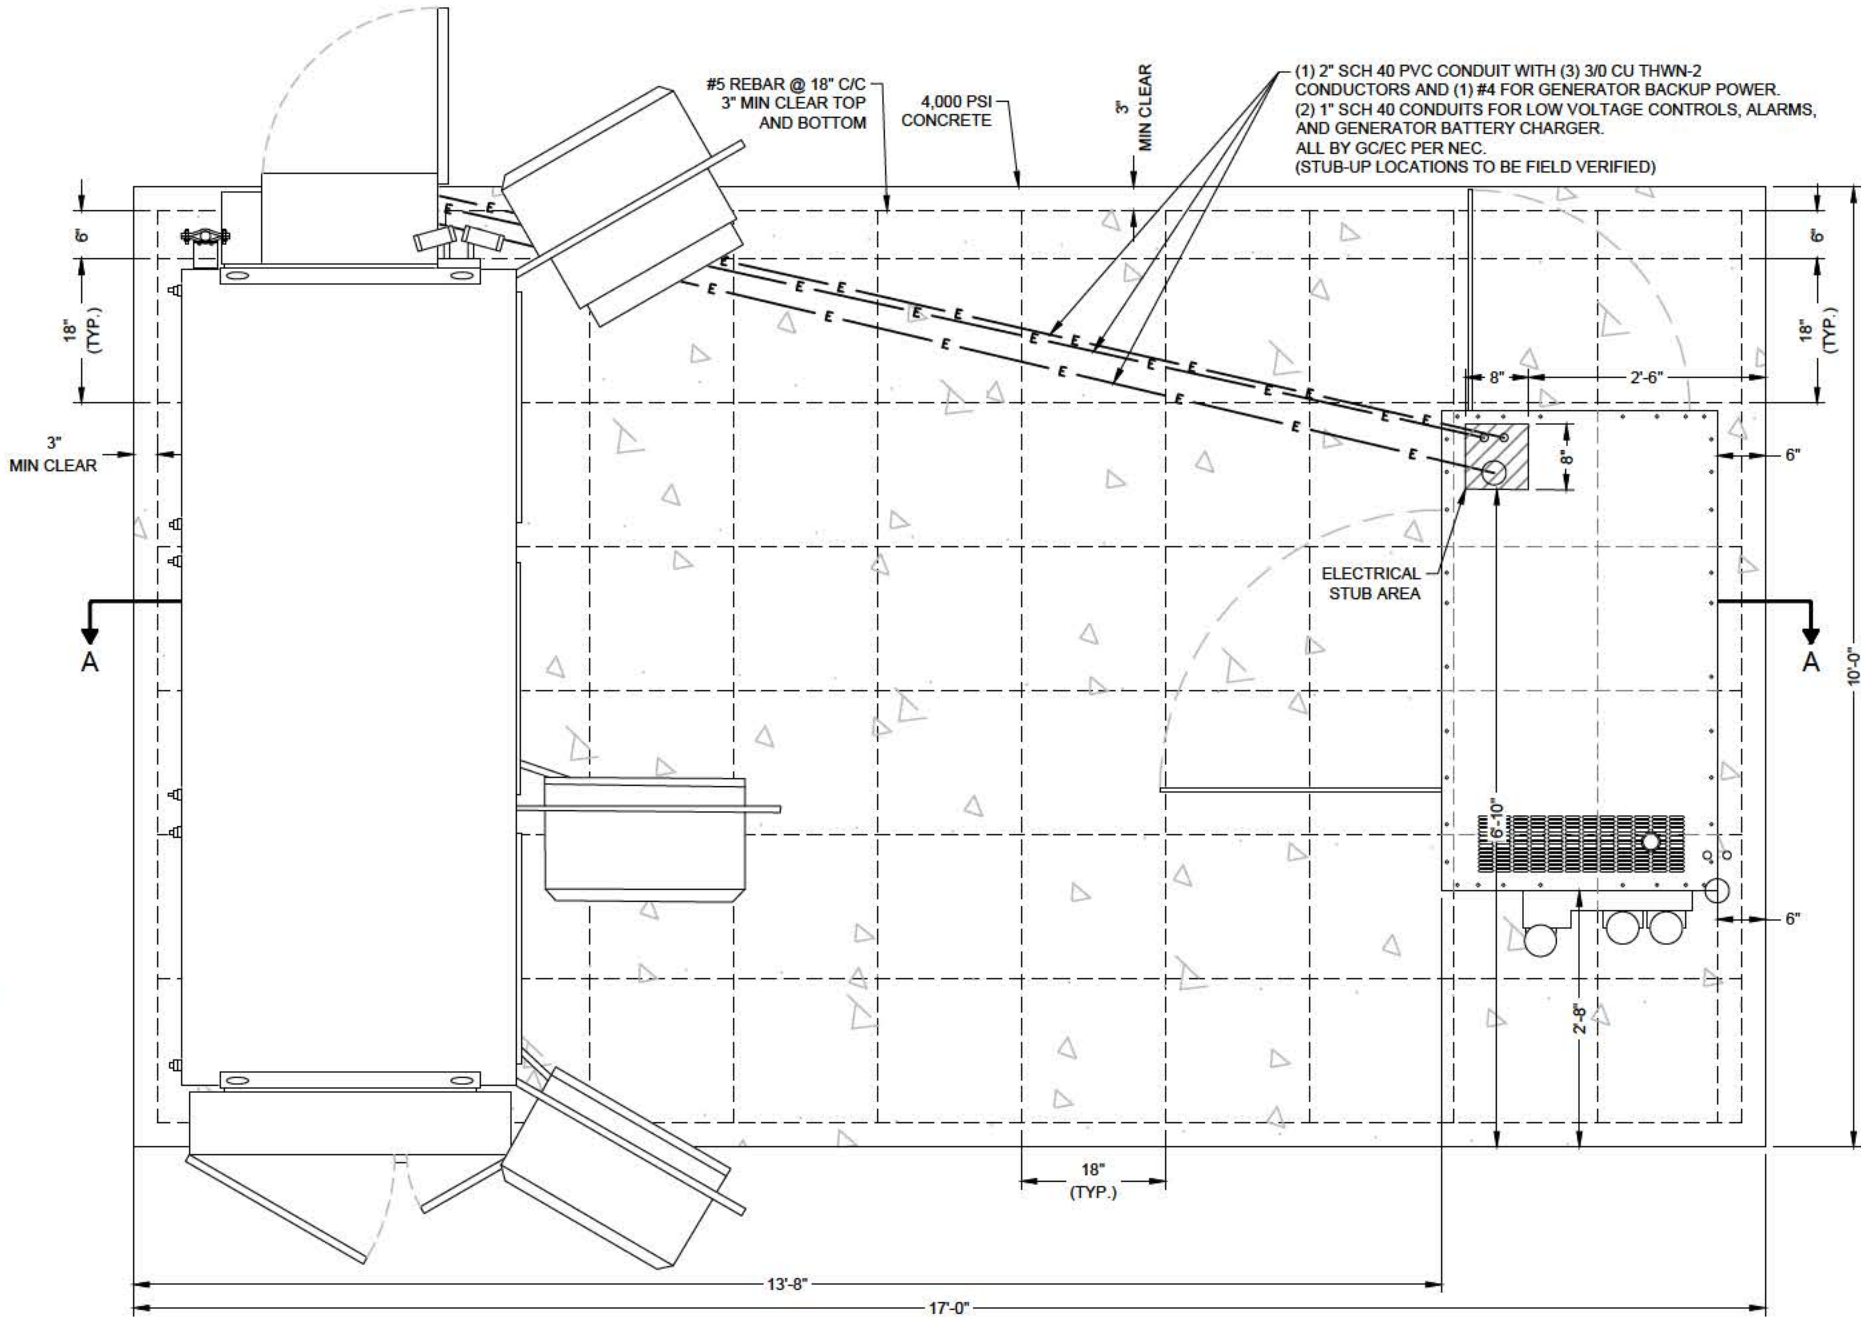 #5 REBAR @ 18" C/C
3" MIN CLEAR TOP
AND BOTTOM
4,000 PSI
CONCRETE
3"
MIN CLEAR
(1) 2" SCH 40 PVC CONDUIT WITH (3) 3/0 CU THWN-2
CONDUCTORS AND (1) #4 FOR GENERATOR BACKUP POWER.
(2) 1" SCH 40 CONDUITS FOR LOW VOLTAGE CONTROLS, ALARMS,
AND GENERATOR BATTERY CHARGER.
ALL BY GC/EC PER NEC.
(STUB-UP LOCATIONS TO BE FIELD VERIFIED)
6"
18"
(TYP.)
3"
MIN CLEAR
E E
E E E E E E E E
E E E E E E
E E E E E E E
6"
18"
(TYP.)
8"
2'-6"
8"
6"
ELECTRICAL
STUB AREA
A
A
10'-0"
6'-10"
6"
2'-8"
18"
(TYP.)
13'-8"
17'-0"